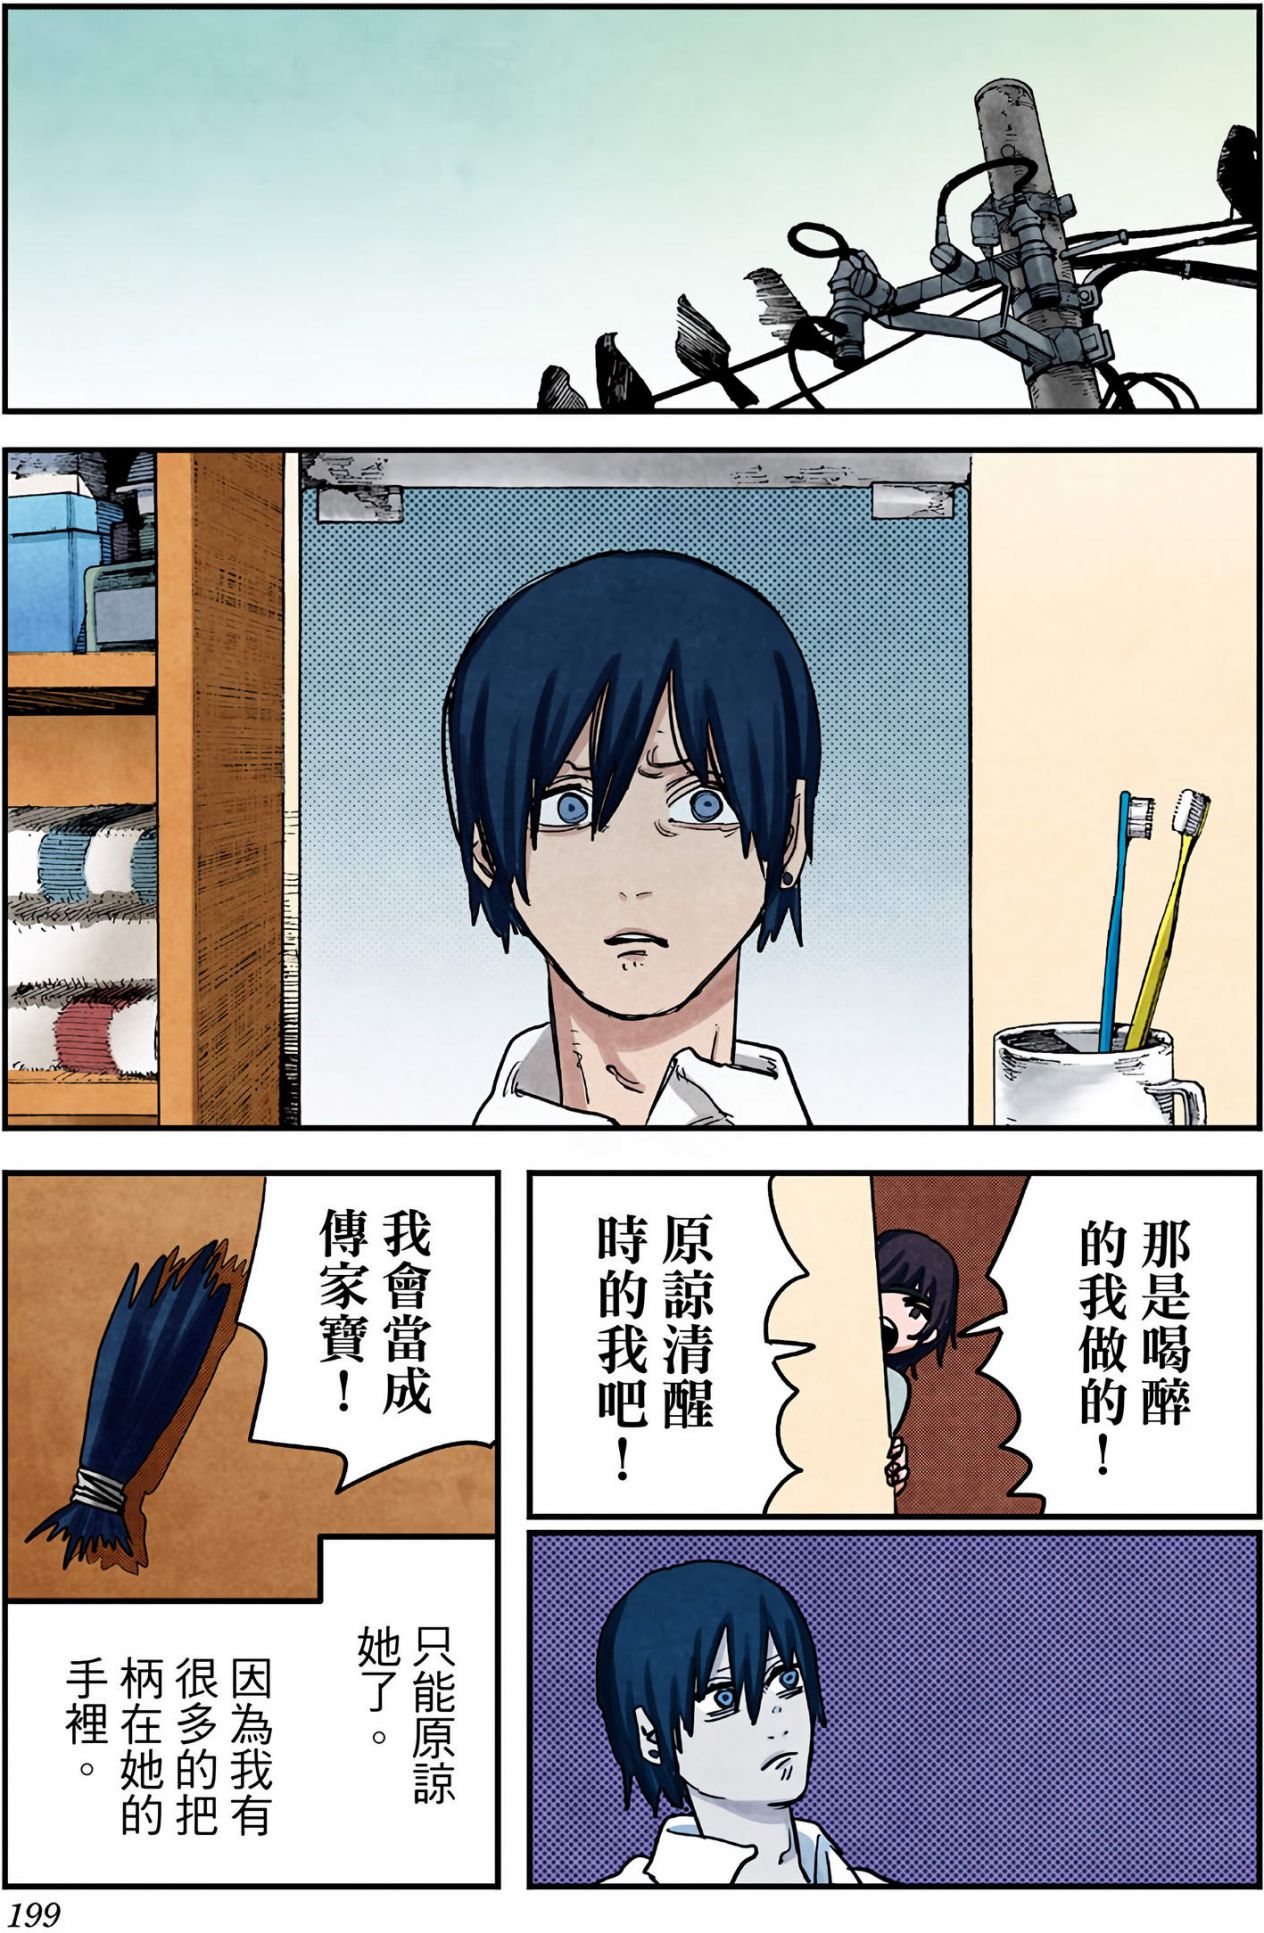 那是喝醉
的我做的！
原諒清醒
時的我吧！
我會當成
傳家寶！
只能原諒
她了。
因為我有
很多的把
柄在她的
手裡。
199